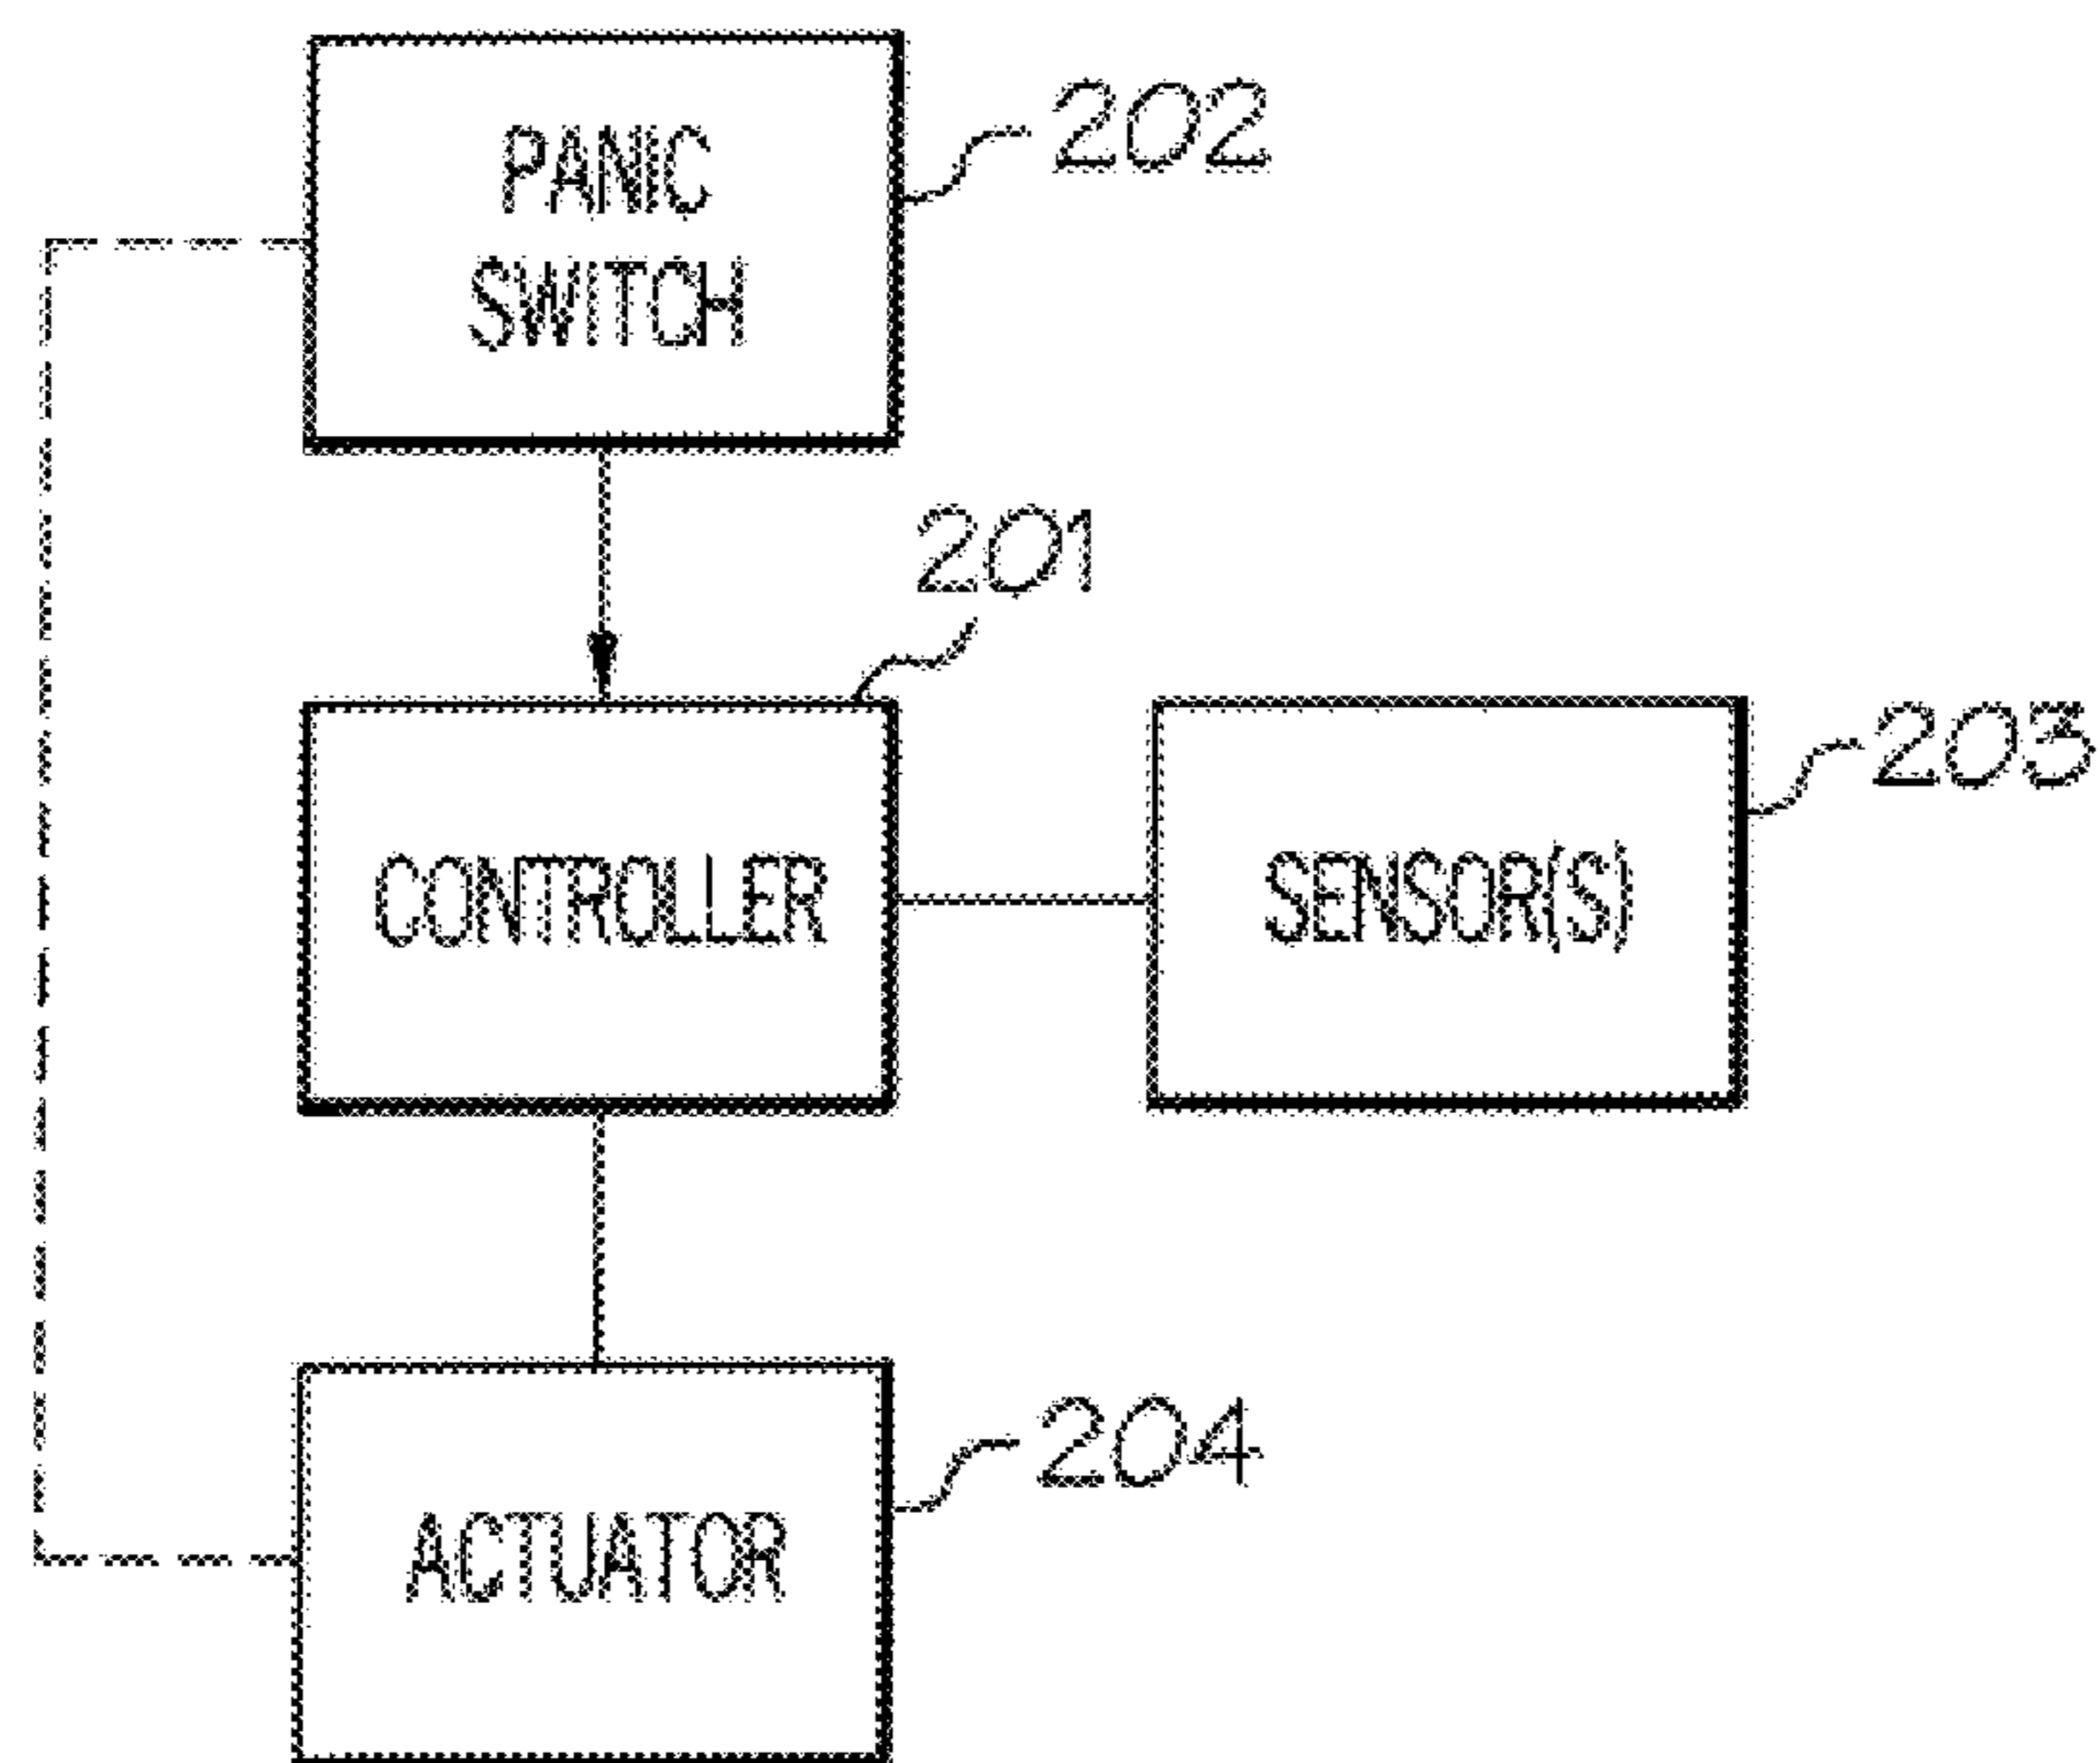 PANIC
SWITCH
202
201
CONTROLLER
SENSOR(S)
203
ACTUATOR
204